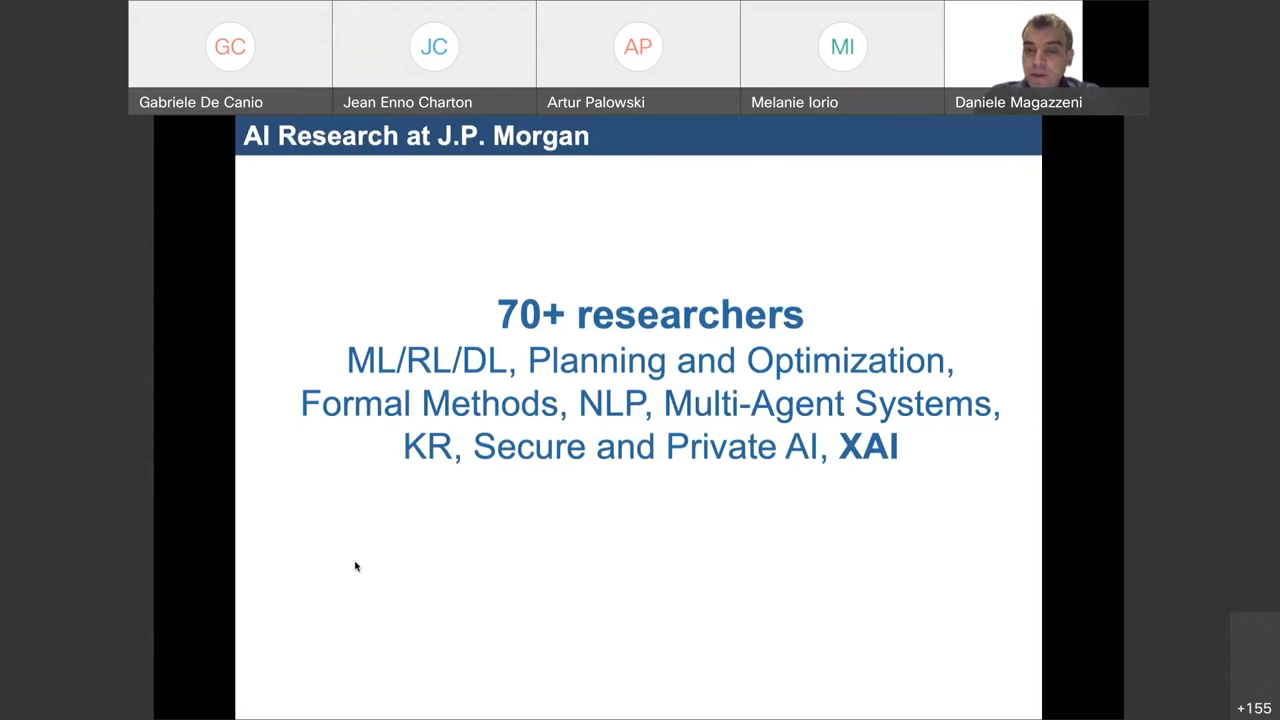 GC
JC
AP
MI
Gabriele De Canio
Jean Enno Charton
Artur Palowski
Melanie Iorio
Daniele Magazzeni
AI Research at J.P. Morgan
70+ researchers
ML/RL/DL, Planning and Optimization,
Formal Methods, NLP, Multi-Agent Systems,
KR, Secure and Private AI, XAI
+155